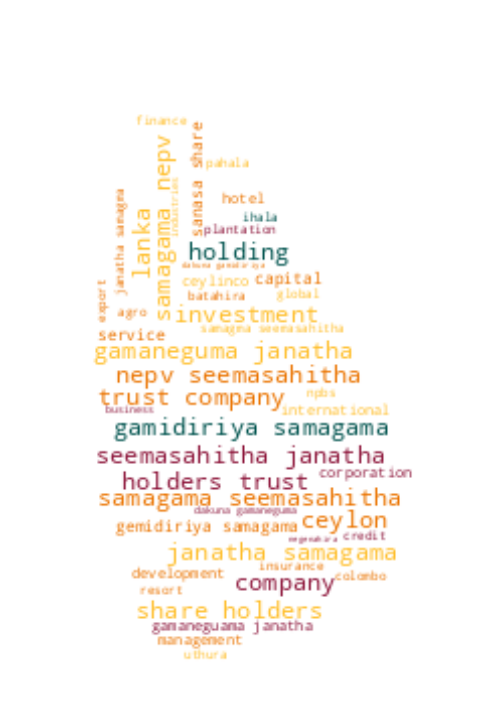 finance
samagama nepv
sanasa share
pahala
industries
janatha samagma
lanka
hotel
ihala
plantation
holding
dakuna gamidiriya
export
ceylinco
capital
batahira
global
agro
investment
samagma seemasahitha
service
gamaneguma janatha
nepv seemasahitha
trust company
npbs
business
international
gamidiriya samagama
seemasahitha janatha
corporation
holders trust
samagama seemasahitha
dakuna gamaneguma
ceylon
gemidiriya samagama
credit
janatha samagama
insurance
development
colombo
company
resort
share holders
gamaneguama janatha
management
uthura